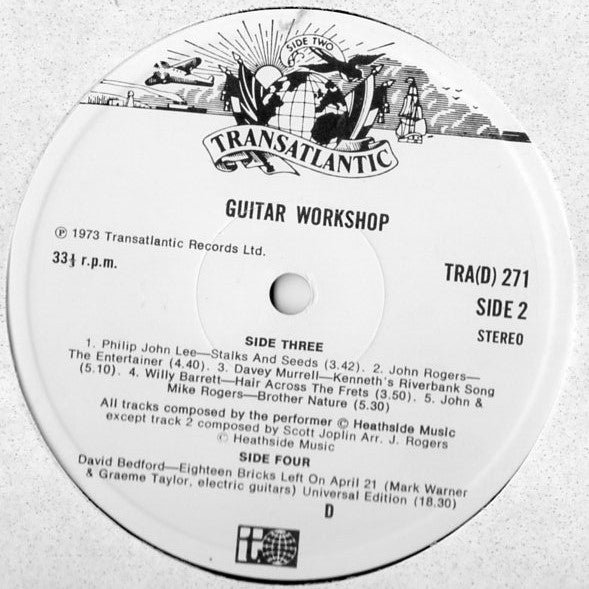 SIDE TWO
TRANSATLANTIC
GUITAR WORKSHOP
℗ 1973 Transatlantic Records Ltd.
33⅓ r.p.m.
TRA(D) 271
SIDE 2
STEREO
SIDE THREE
1. Philip John Lee—Stalks And Seeds (3.42). 2. John Rogers—
The Entertainer (4.40). 3. Davey Murrell—Kenneth's Riverbank Song
(5.10). 4. Willy Barrett—Hair Across The Frets (3.50). 5. John &
Mike Rogers—Brother Nature (5.30)
All tracks composed by the performer © Heathside Music
except track 2 composed by Scott Joplin Arr. J. Rogers
© Heathside Music
SIDE FOUR
David Bedford—Eighteen Bricks Left On April 21 (Mark Warner
& Graeme Taylor, electric guitars) Universal Edition (18.30)
D
t